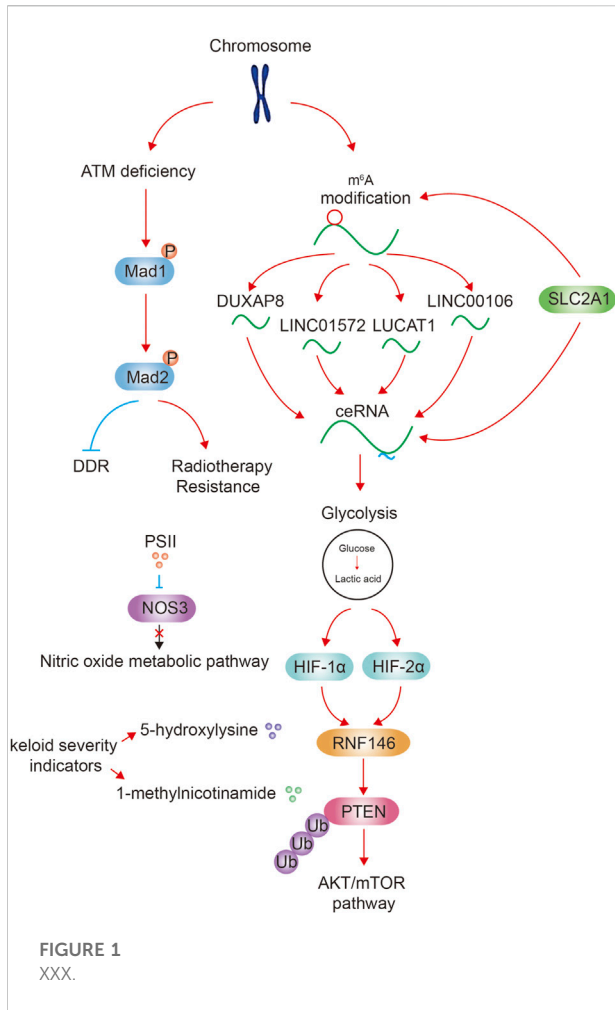 Chromosome
ATM deficiency
P
Mad1
P
Mad2
DDR
Radiotherapy
Resistance
m⁶A
modification
DUXAP8
LINC01572
LUCAT1
LINC00106
SLC2A1
ceRNA
Glycolysis
Glucose
Lactic acid
PSII
NOS3
Nitric oxide metabolic pathway
HIF-1α
HIF-2α
keloid severity
indicators
5-hydroxylysine
1-methylnicotinamide
RNF146
PTEN
Ub
Ub
Ub
AKT/mTOR
pathway
FIGURE 1
XXX.